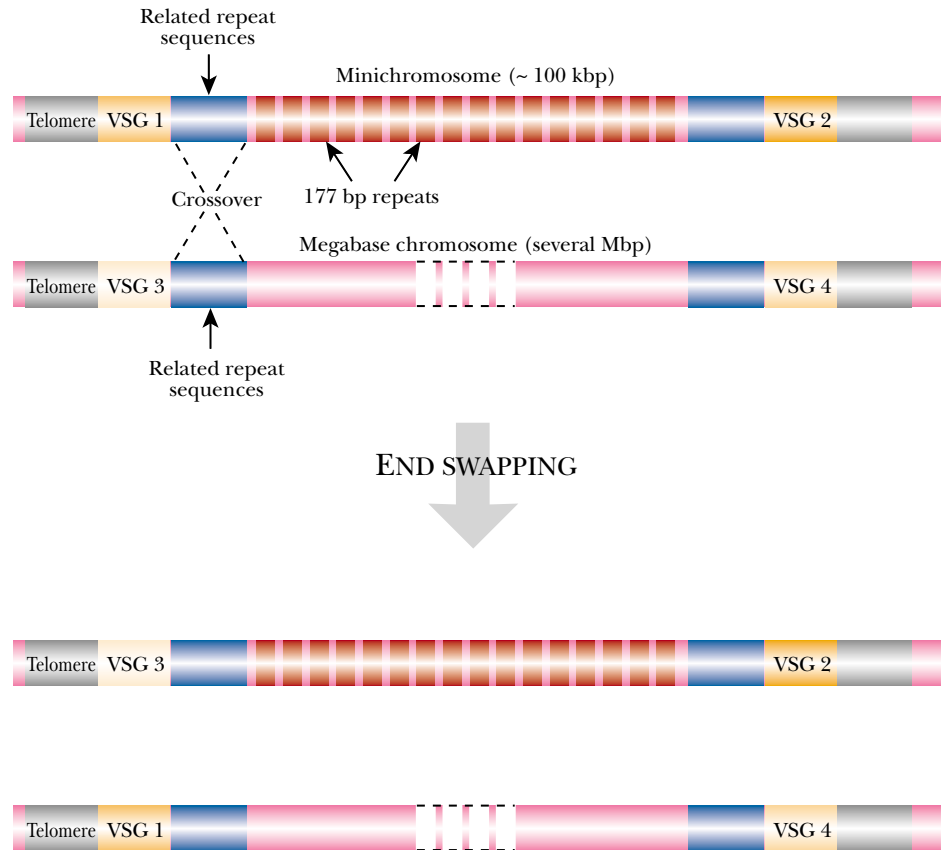 Related repeat
sequences
Minichromosome (~ 100 kbp)
Telomere VSG 1 VSG 2
Crossover
177 bp repeats
Megabase chromosome (several Mbp)
Telomere VSG 3 VSG 4
Related repeat
sequences
END SWAPPING
Telomere VSG 3 VSG 2
Telomere VSG 1 VSG 4